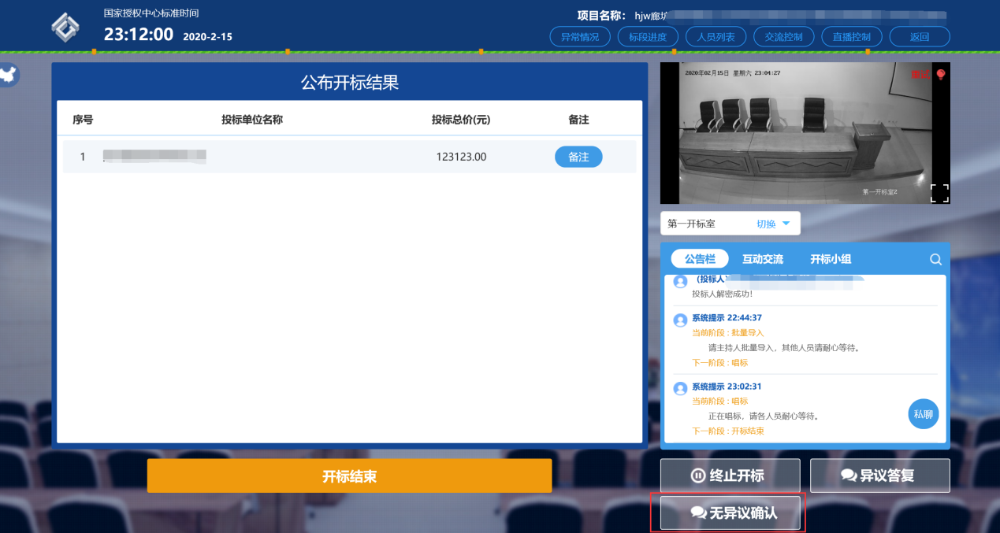 国家授权中心标准时间
23:12:00 2020-2-15
项目名称: hjw廊坊
异常情况 标段进度 人员列表 交流控制 直播控制 返回
公布开标结果
序号 投标单位名称 投标总价(元) 备注
1 123123.00 备注
2020年02月15日 星期六 23:04:27
第一开标室2
第一开标室 切换
公告栏 互动交流 开标小组
(投标人)
投标人解密成功!
系统提示 22:44:37
当前阶段 : 批量导入
请主持人批量导入，其他人员请耐心等待。
下一阶段 : 唱标
系统提示 23:02:31
当前阶段 : 唱标
正在唱标，请各人员耐心等待。
下一阶段 : 开标结束
私聊
开标结束
终止开标 异议答复
无异议确认